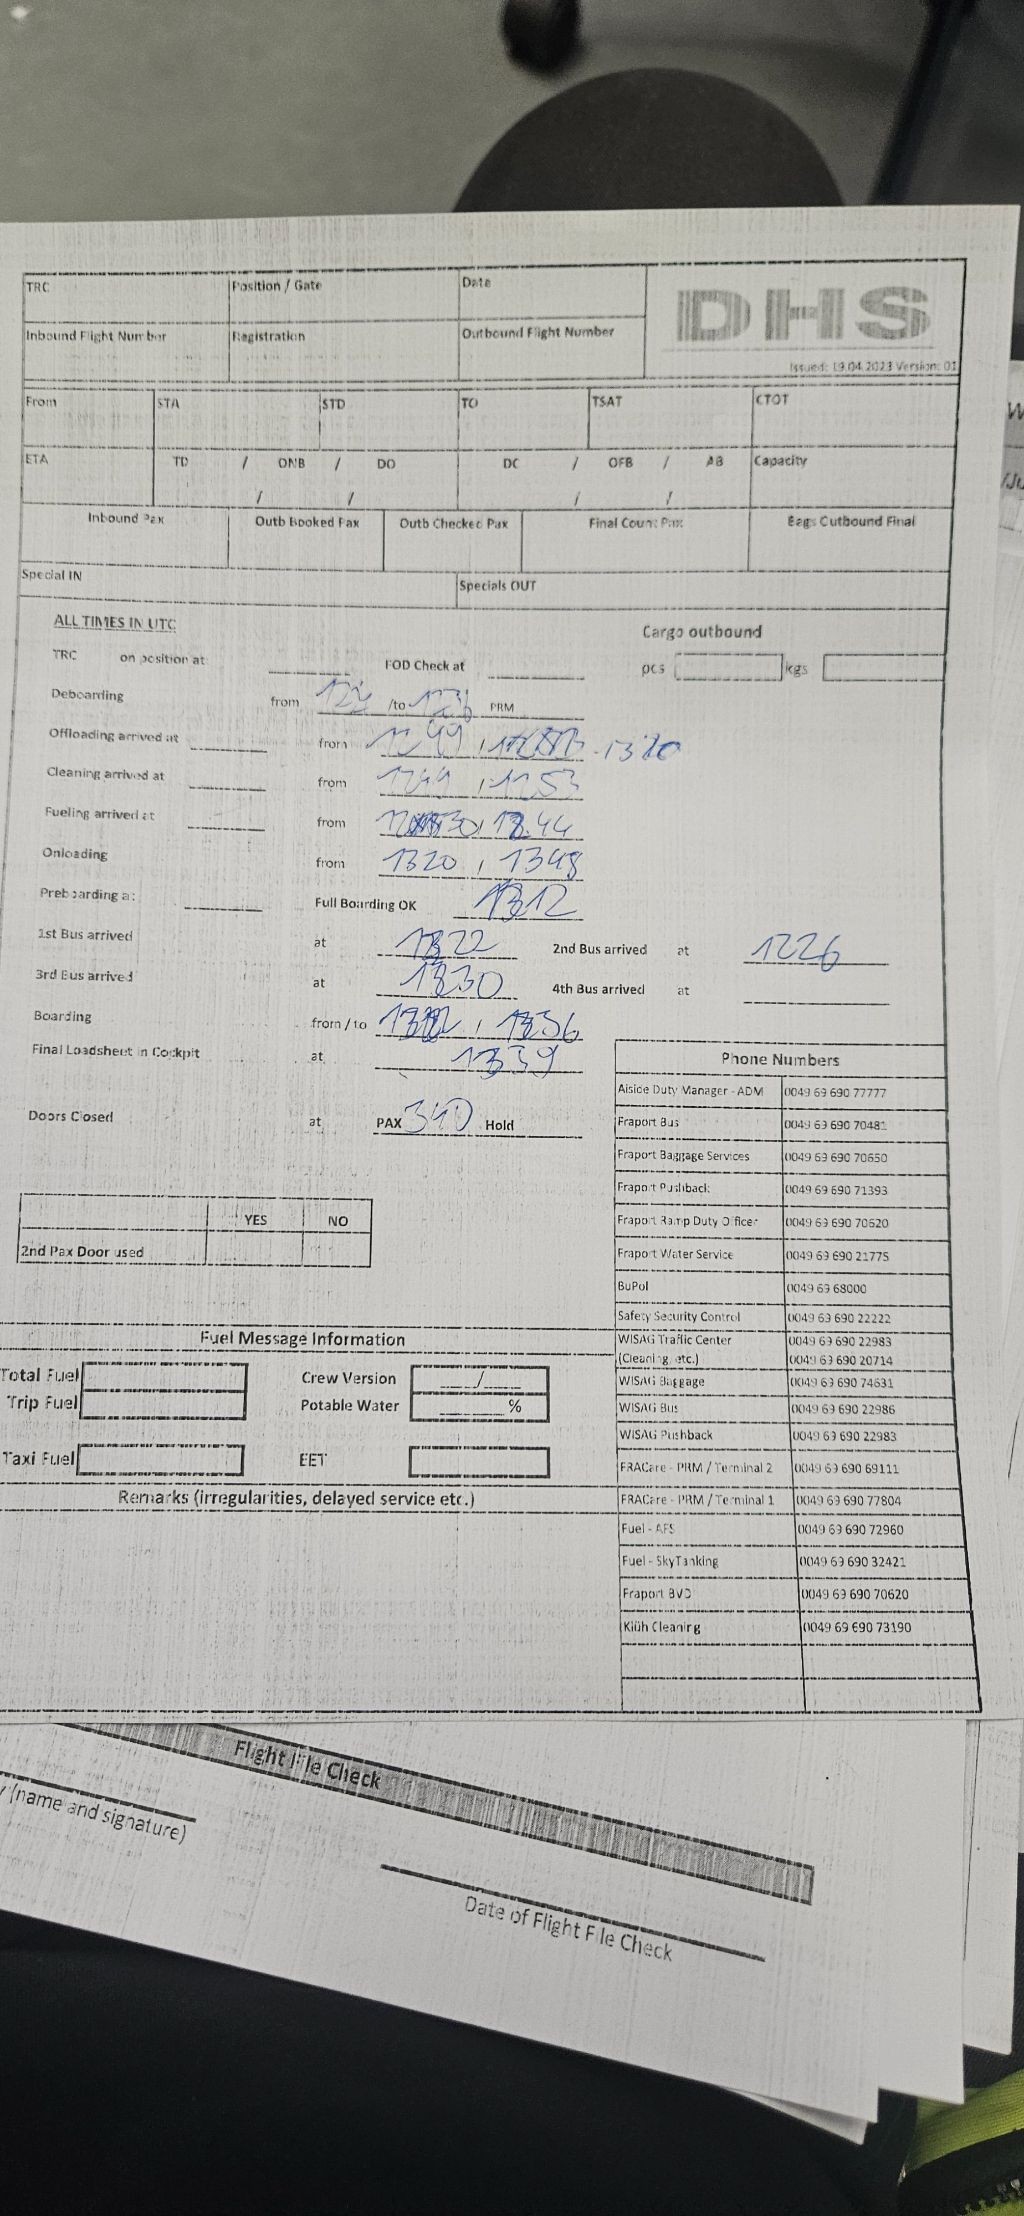 TRC Position / Gate Date
DHS
Inbound Flight Number Registration Outbound Flight Number
Issued: 19.04.2023 Version: 01
From STA STD TO TSAT CTOT
ETA TD / ONB / DO DC / OFB / AB Capacity
/ / / /
Inbound Pax Outb Booked Pax Outb Checked Pax Final Count Pax Bags Outbound Final
Special IN Specials OUT
ALL TIMES IN UTC Cargo outbound
TRC on position at: FOD Check at pcs kgs
Deboarding from /to PRM
Offloading arrived at from 1320
Cleaning arrived at from 1253
Fueling arrived at from 44
Onloading from 1320 , 1348
Preboarding at: Full Boarding OK 1312
1st Bus arrived at 1322 2nd Bus arrived at 1226
3rd Bus arrived at 1330 4th Bus arrived at
Boarding from / to , 1336
Final Loadsheet in Cockpit at 1339
Doors Closed at PAX 340 Hold
YES NO
2nd Pax Door used
Phone Numbers
Aiside Duty Manager - ADM 0049 69 690 77777
Fraport Bus 0049 69 690 70481
Fraport Baggage Services 0049 69 690 70650
Fraport Pushback 0049 69 690 71393
Fraport Ramp Duty Officer 0049 69 690 70620
Fraport Water Service 0049 69 690 21775
BuPol 0049 69 68000
Safety Security Control 0049 69 690 22222
WISAG Traffic Center 0049 69 690 22983
(Cleaning, etc.) 0049 69 690 20714
WISAG Baggage 0049 69 690 74631
WISAG Bus 0049 69 690 22986
WISAG Pushback 0049 69 690 22983
FRACare - PRM / Terminal 2 0049 69 690 69111
FRACare - PRM / Terminal 1 0049 69 690 77804
Fuel - AFS 0049 69 690 72960
Fuel - SkyTanking 0049 69 690 32421
Fraport BVD 0049 69 690 70620
Klüh Cleaning 0049 69 690 73190
Fuel Message Information
Total Fuel Crew Version /
Trip Fuel Potable Water %
Taxi Fuel EET
Remarks (irregularities, delayed service etc.)
Flight File Check
(name and signature)
Date of Flight File Check